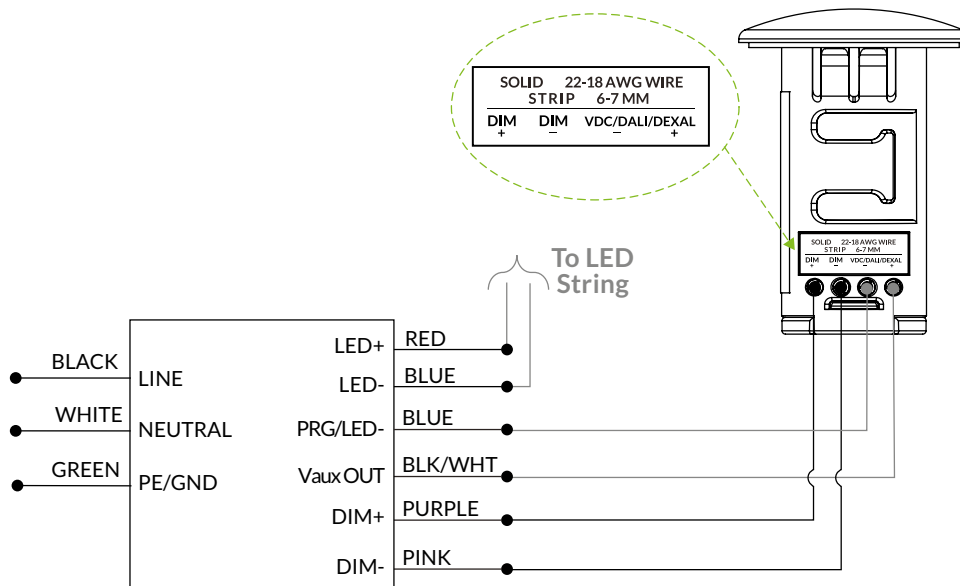 SOLID 22-18 AWG WIRE
STRIP 6-7 MM
DIM DIM VDC/DALI/DEXAL
+ − − +
SOLID 22-18 AWG WIRE
STRIP 6-7 MM
DIM DIM VDC/DALI/DEXAL
+ − − +
To LED
String
BLACK
LINE
WHITE
NEUTRAL
GREEN
PE/GND
LED+ RED
LED- BLUE
PRG/LED- BLUE
Vaux OUT BLK/WHT
DIM+ PURPLE
DIM- PINK